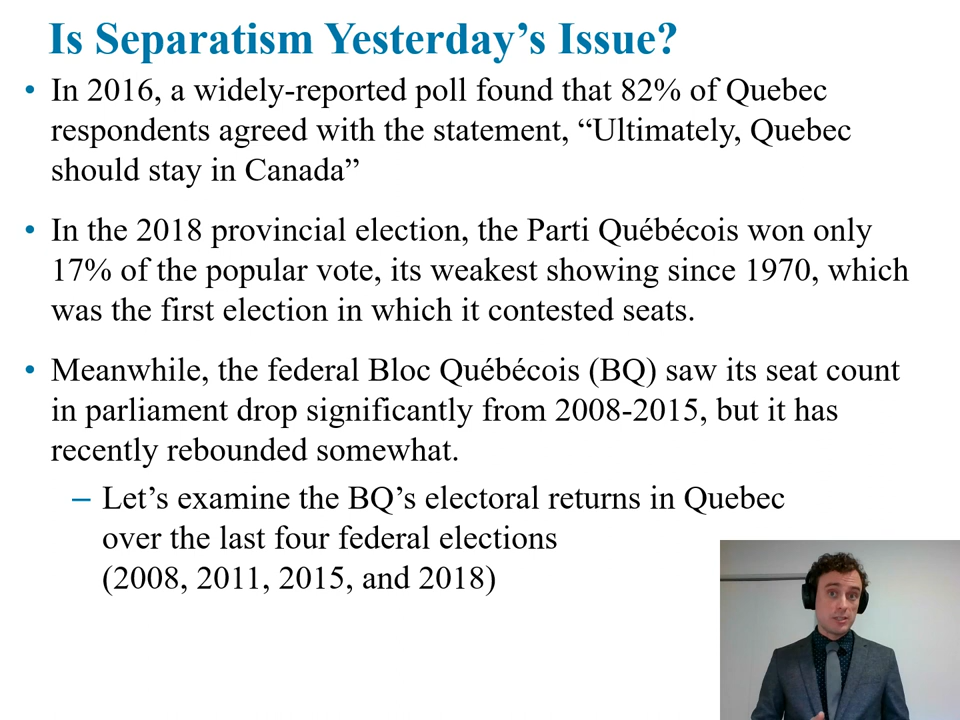 Is Separatism Yesterday’s Issue?
• In 2016, a widely-reported poll found that 82% of Quebec
respondents agreed with the statement, “Ultimately, Quebec
should stay in Canada”
• In the 2018 provincial election, the Parti Québécois won only
17% of the popular vote, its weakest showing since 1970, which
was the first election in which it contested seats.
• Meanwhile, the federal Bloc Québécois (BQ) saw its seat count
in parliament drop significantly from 2008-2015, but it has
recently rebounded somewhat.
– Let’s examine the BQ’s electoral returns in Quebec
over the last four federal elections
(2008, 2011, 2015, and 2018)